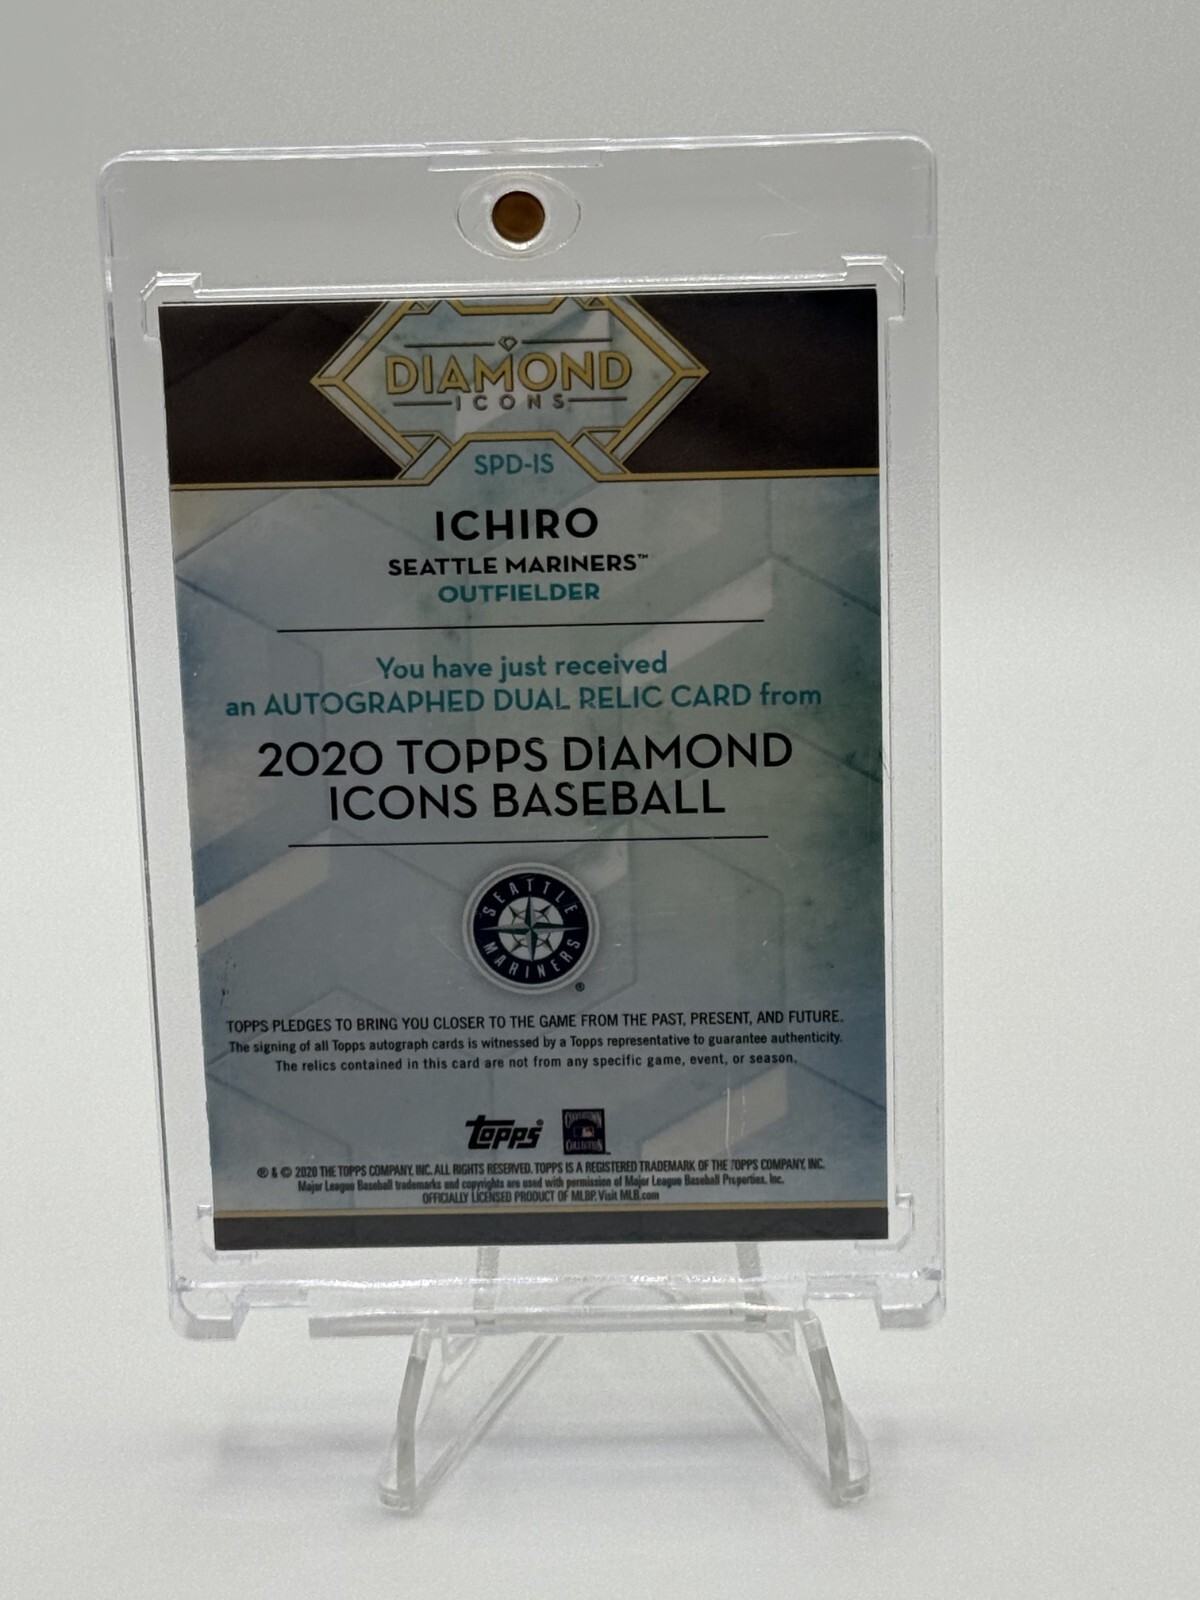 DIAMOND
ICONS
SPD-IS
ICHIRO
SEATTLE MARINERS™
OUTFIELDER
You have just received
an AUTOGRAPHED DUAL RELIC CARD from
2020 TOPPS DIAMOND
ICONS BASEBALL
SEATTLE
MARINERS
®
TOPPS PLEDGES TO BRING YOU CLOSER TO THE GAME FROM THE PAST, PRESENT, AND FUTURE.
The signing of all Topps autograph cards is witnessed by a Topps representative to guarantee authenticity.
The relics contained in this card are not from any specific game, event, or season.
topps® COOPERSTOWN COLLECTION™
® & © 2020 THE TOPPS COMPANY, INC. ALL RIGHTS RESERVED. TOPPS IS A REGISTERED TRADEMARK OF THE TOPPS COMPANY, INC.
Major League Baseball trademarks and copyrights are used with permission of Major League Baseball Properties, Inc.
OFFICIALLY LICENSED PRODUCT OF MLBP. Visit MLB.com